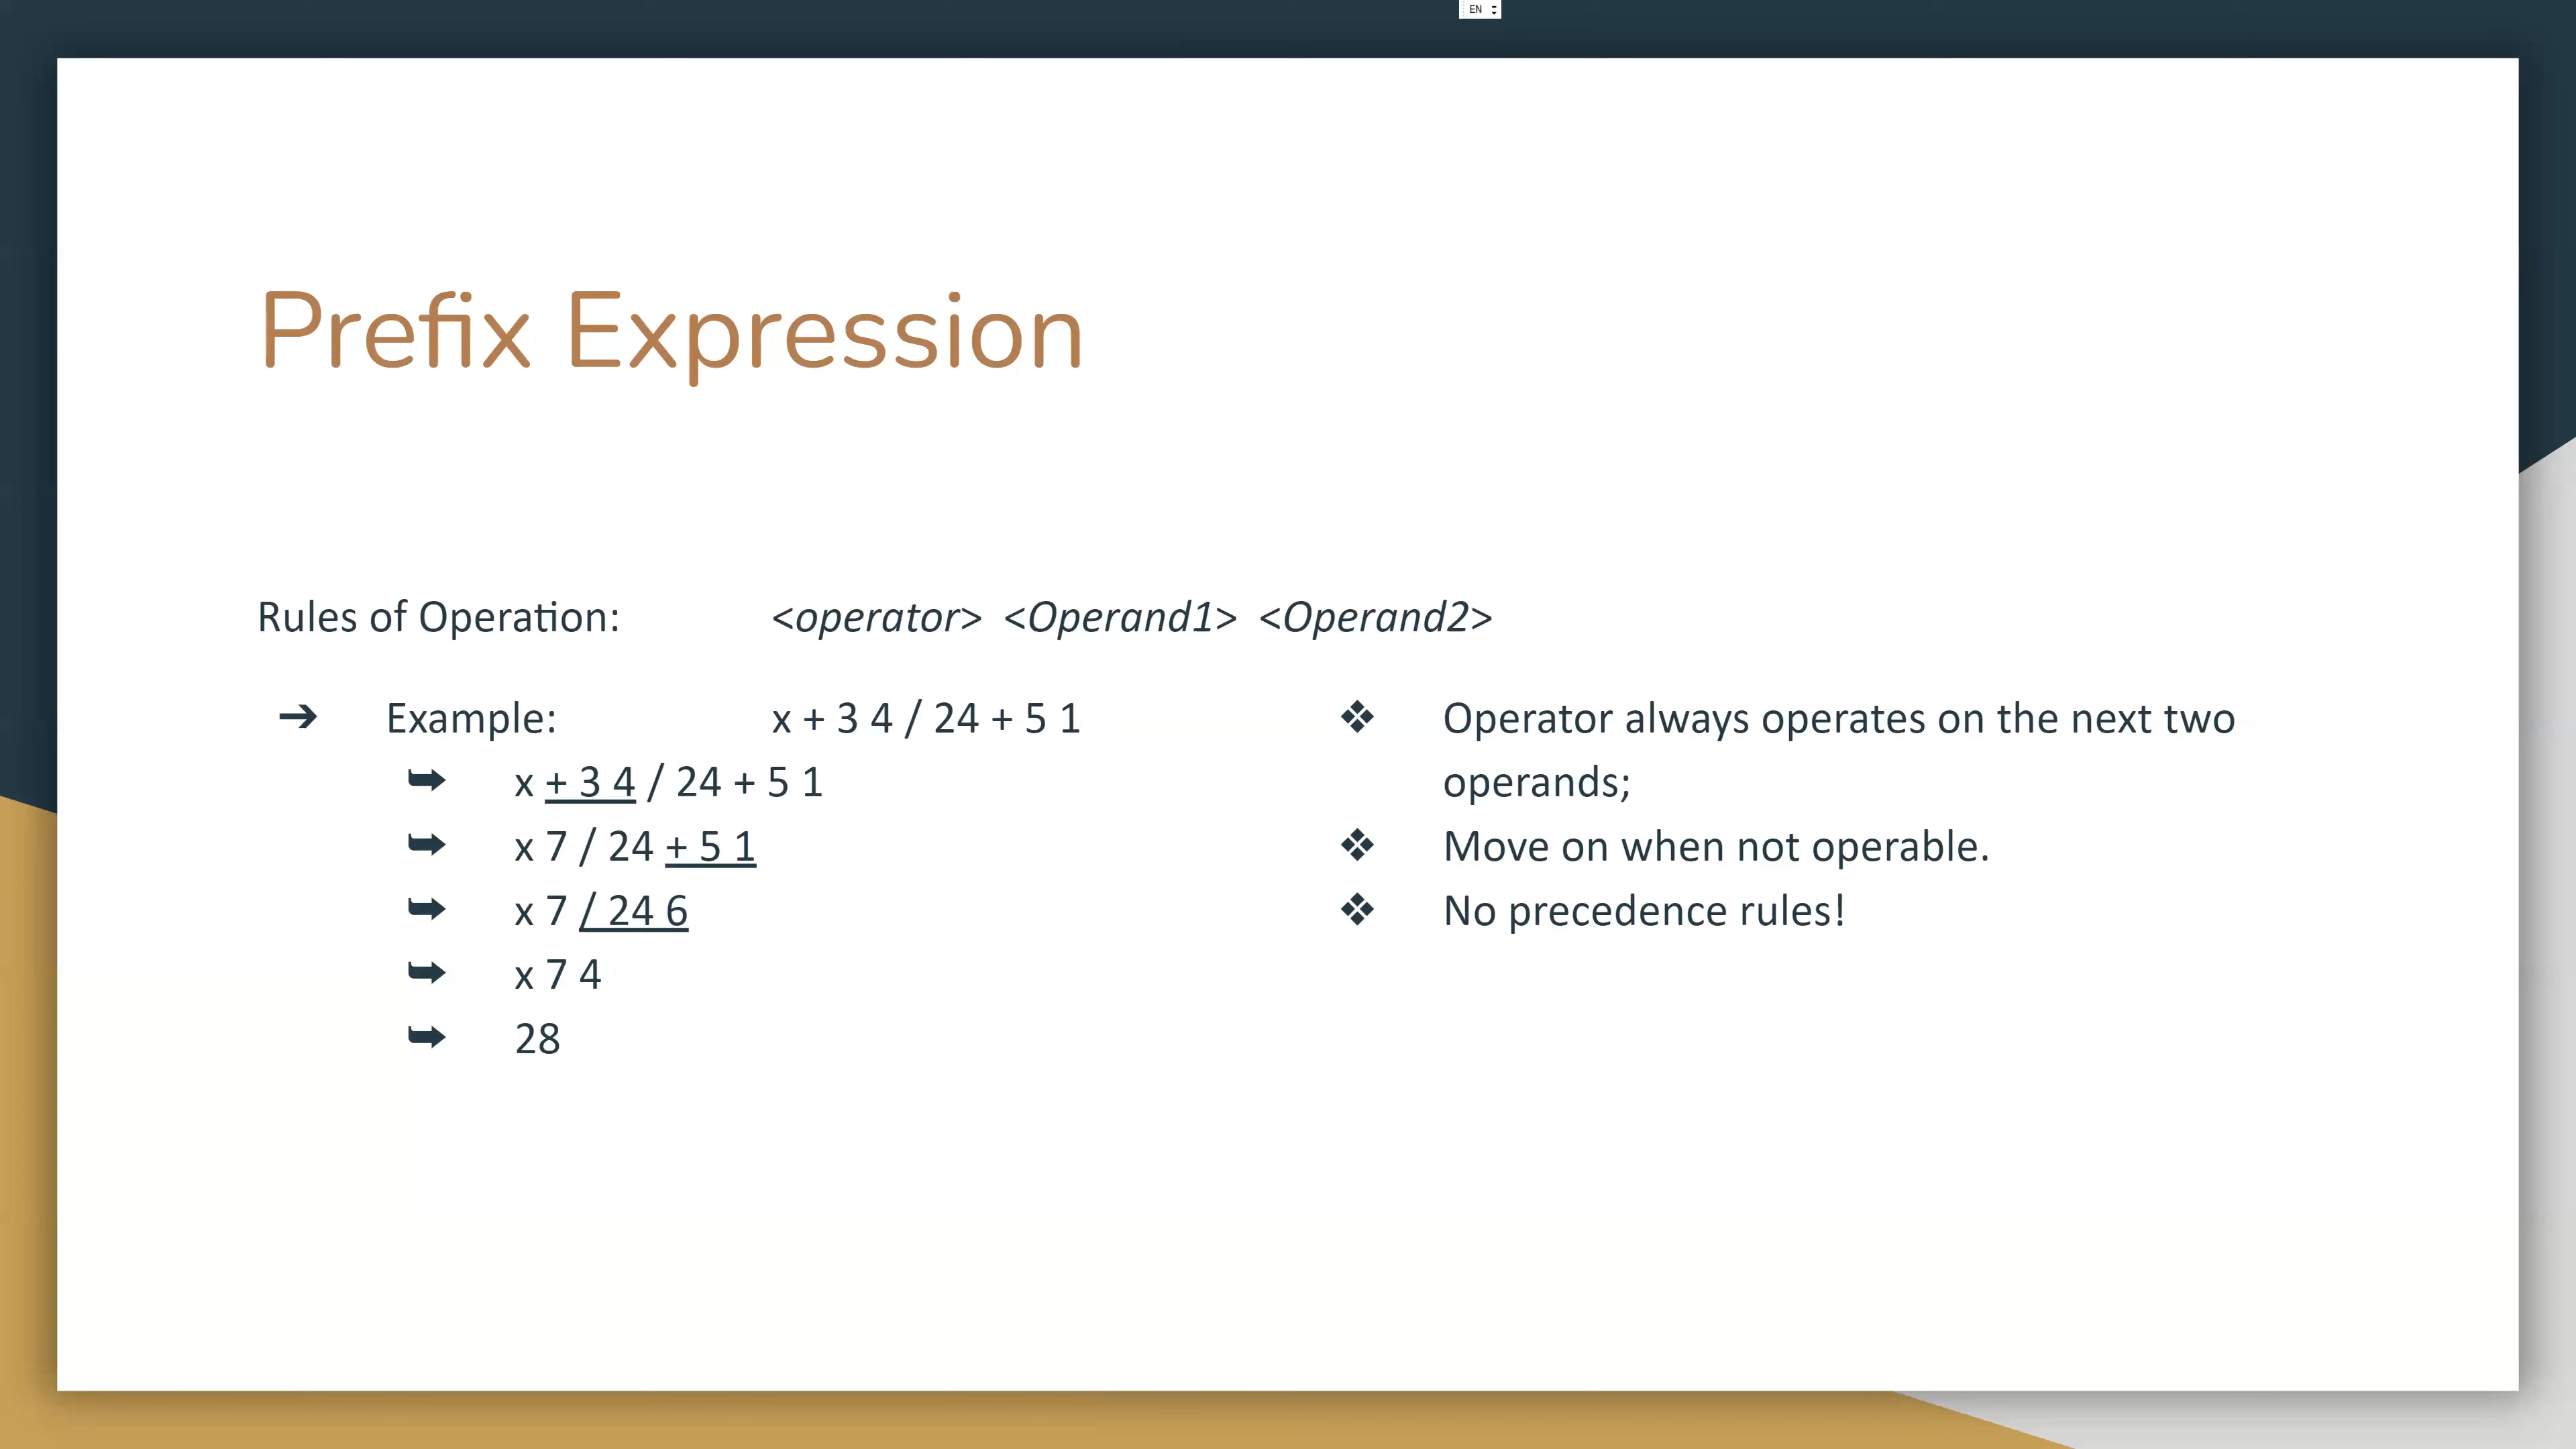 EN
Prefix Expression
Rules of Operation: <operator> <Operand1> <Operand2>
➔ Example: x + 3 4 / 24 + 5 1
➥ x + 3 4 / 24 + 5 1
➥ x 7 / 24 + 5 1
➥ x 7 / 24 6
➥ x 7 4
➥ 28
❖ Operator always operates on the next two
operands;
❖ Move on when not operable.
❖ No precedence rules!